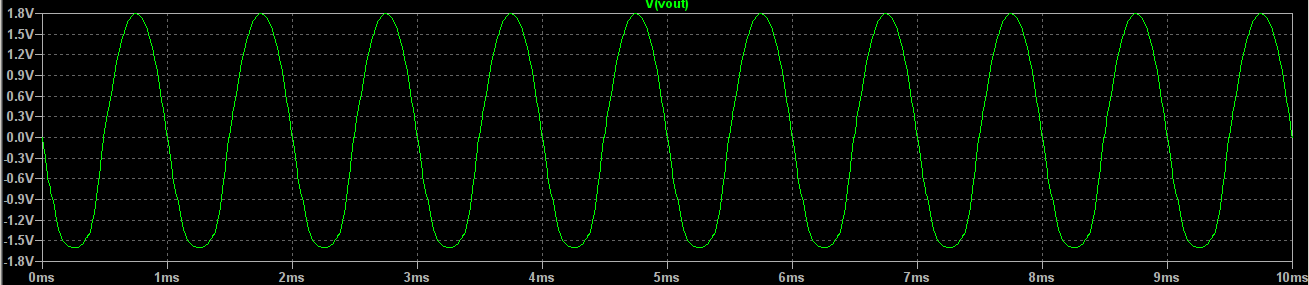 V(vout)
1.8V
1.5V
1.2V
0.9V
0.6V
0.3V
0.0V
-0.3V
-0.6V
-0.9V
-1.2V
-1.5V
-1.8V
0ms 1ms 2ms 3ms 4ms 5ms 6ms 7ms 8ms 9ms 10ms